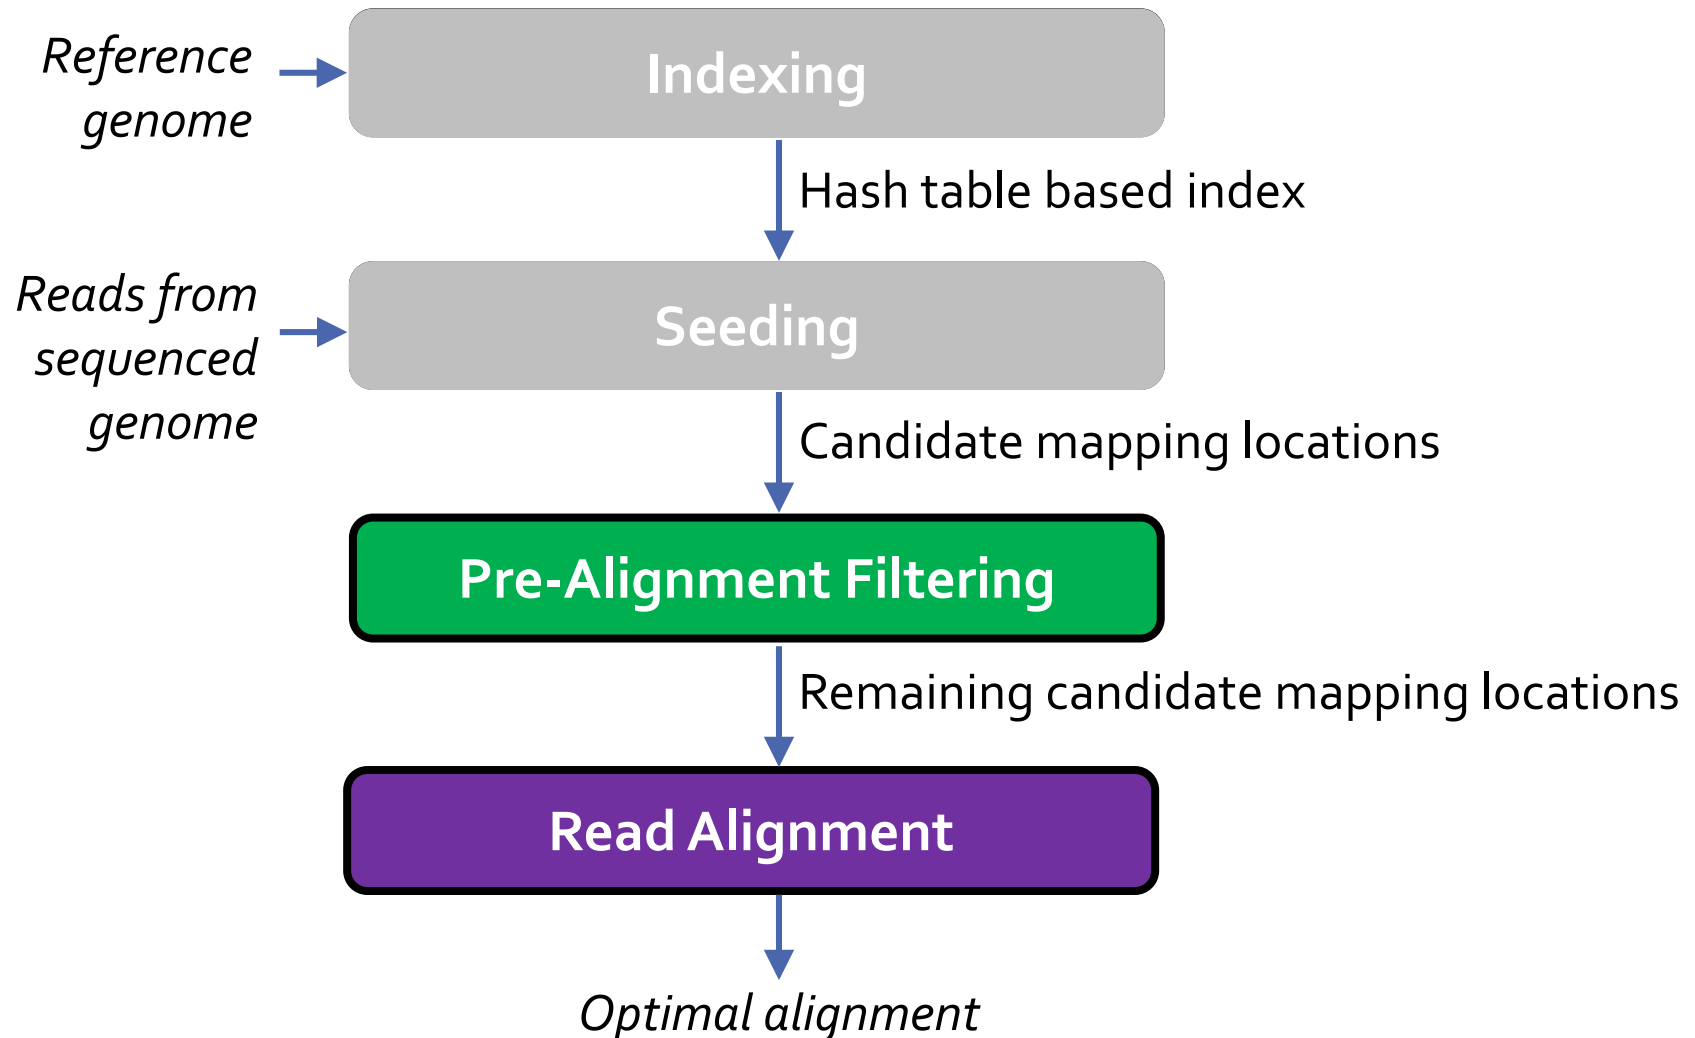 Reference
genome
Indexing
Hash table based index
Reads from
sequenced
genome
Seeding
Candidate mapping locations
Pre-Alignment Filtering
Remaining candidate mapping locations
Read Alignment
Optimal alignment